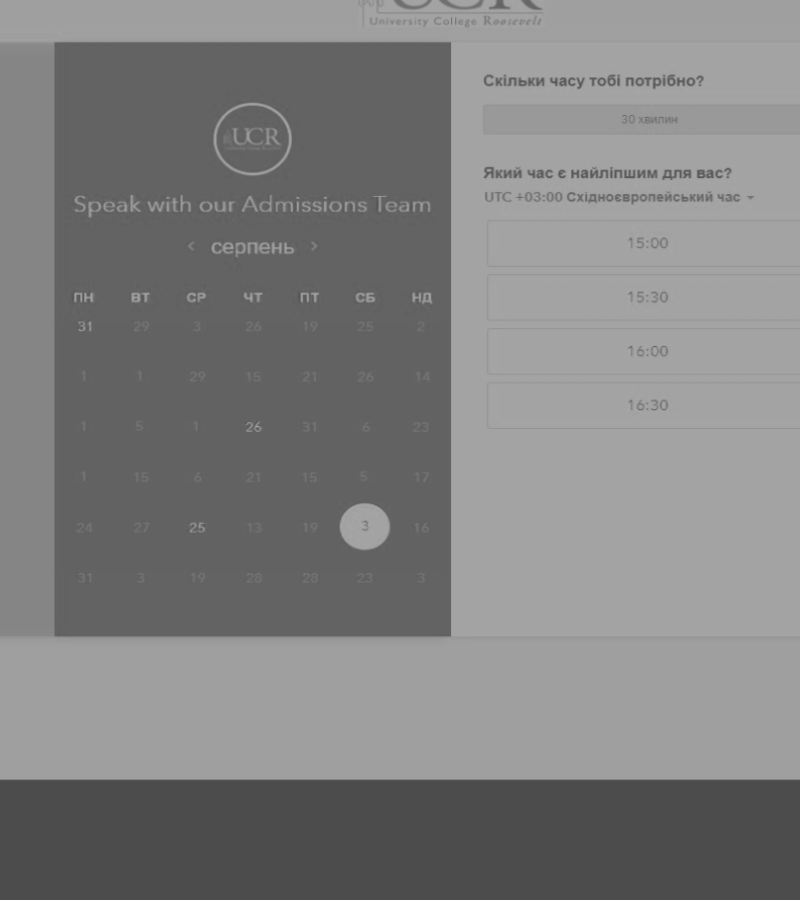 UCR
University College Roosevelt
UCR
Speak with our Admissions Team
‹ серпень ›
ПН ВТ СР ЧТ ПТ СБ НД
31 29 3 26 19 25 2
1 1 29 15 21 26 14
1 5 1 26 31 6 23
1 15 6 21 15 5 17
24 27 25 13 19 3 16
31 3 19 28 28 23 3
Скільки часу тобі потрібно?
30 хвилин
Який час є найліпшим для вас?
UTC +03:00 Східноєвропейський час
15:00
15:30
16:00
16:30